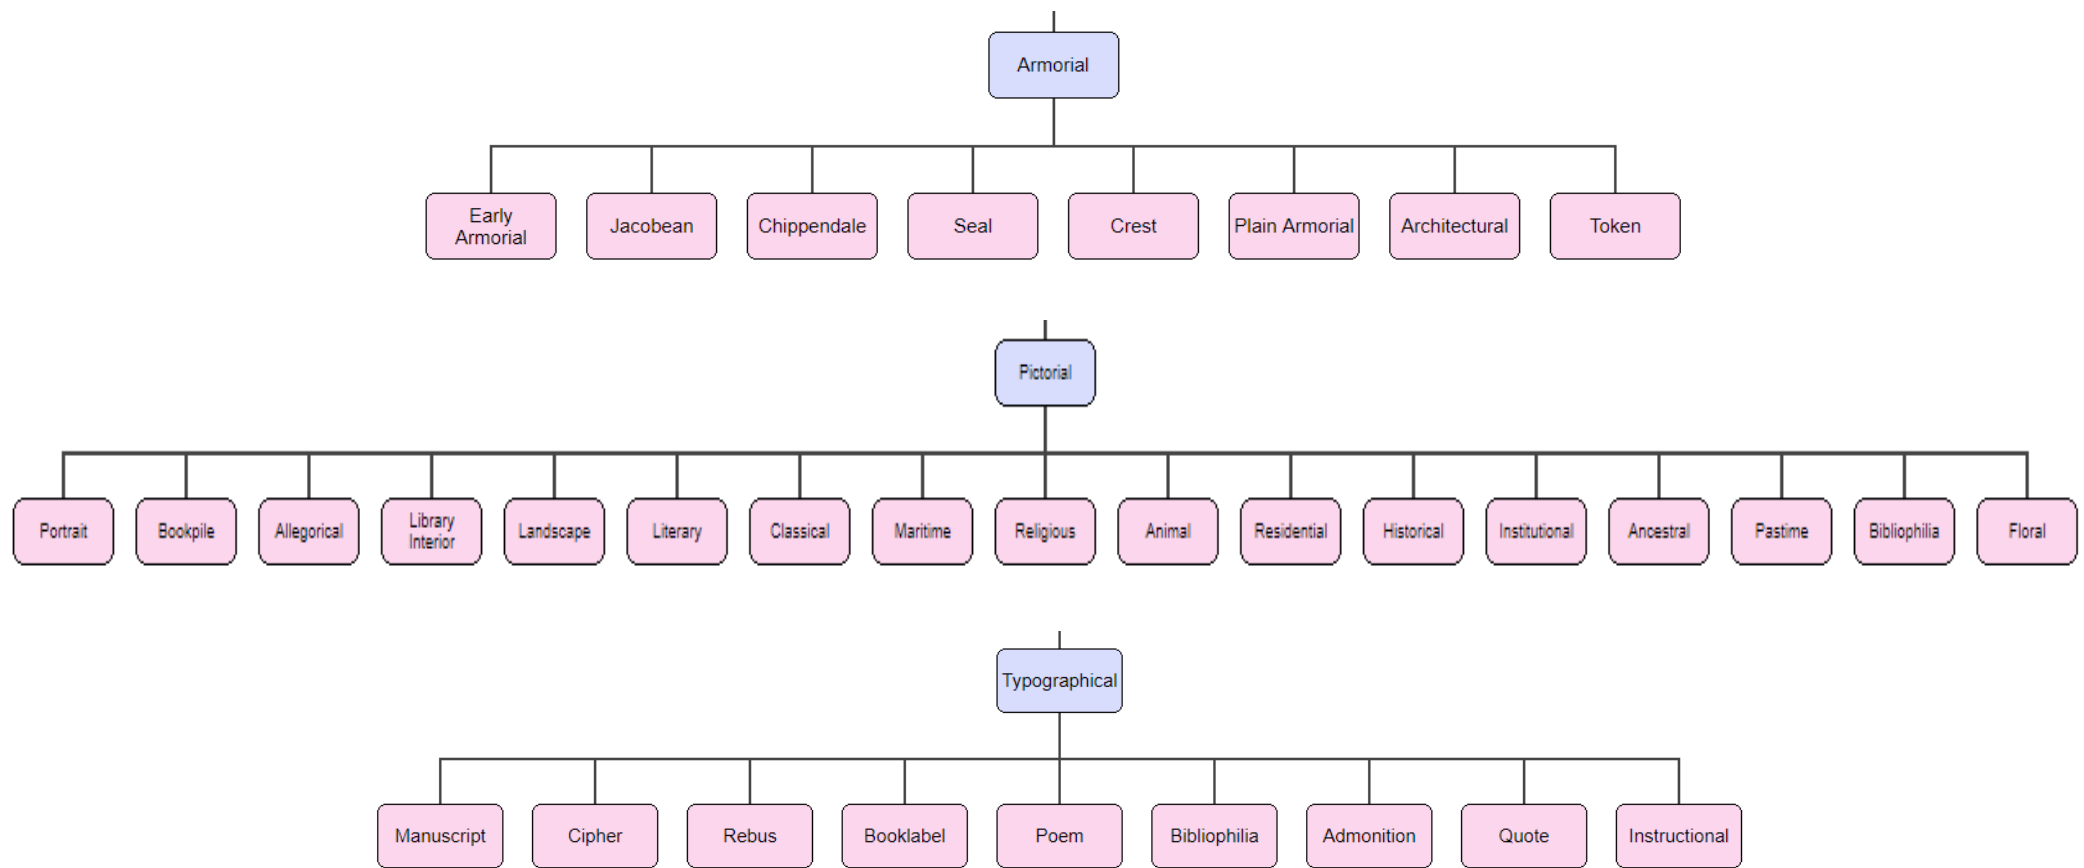 Armorial
Early
Armorial
Jacobean
Chippendale
Seal
Crest
Plain Armorial
Architectural
Token
Pictorial
Portrait
Bookpile
Allegorical
Library
Interior
Landscape
Literary
Classical
Maritime
Religious
Animal
Residential
Historical
Institutional
Ancestral
Pastime
Bibliophilia
Floral
Typographical
Manuscript
Cipher
Rebus
Booklabel
Poem
Bibliophilia
Admonition
Quote
Instructional